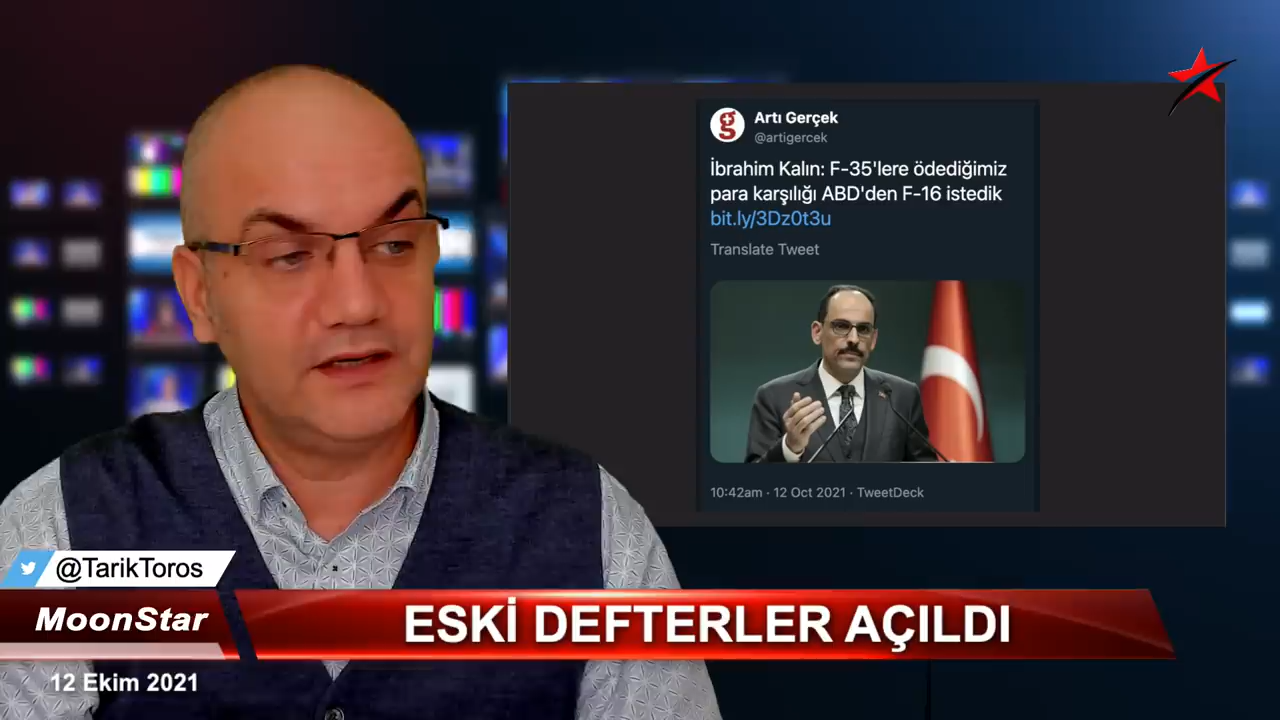 Artı Gerçek
@artigercek
İbrahim Kalın: F-35'lere ödediğimiz
para karşılığı ABD'den F-16 istedik
bit.ly/3Dz0t3u
Translate Tweet
10:42am · 12 Oct 2021 · TweetDeck
@TarikToros
MoonStar
ESKİ DEFTERLER AÇILDI
12 Ekim 2021